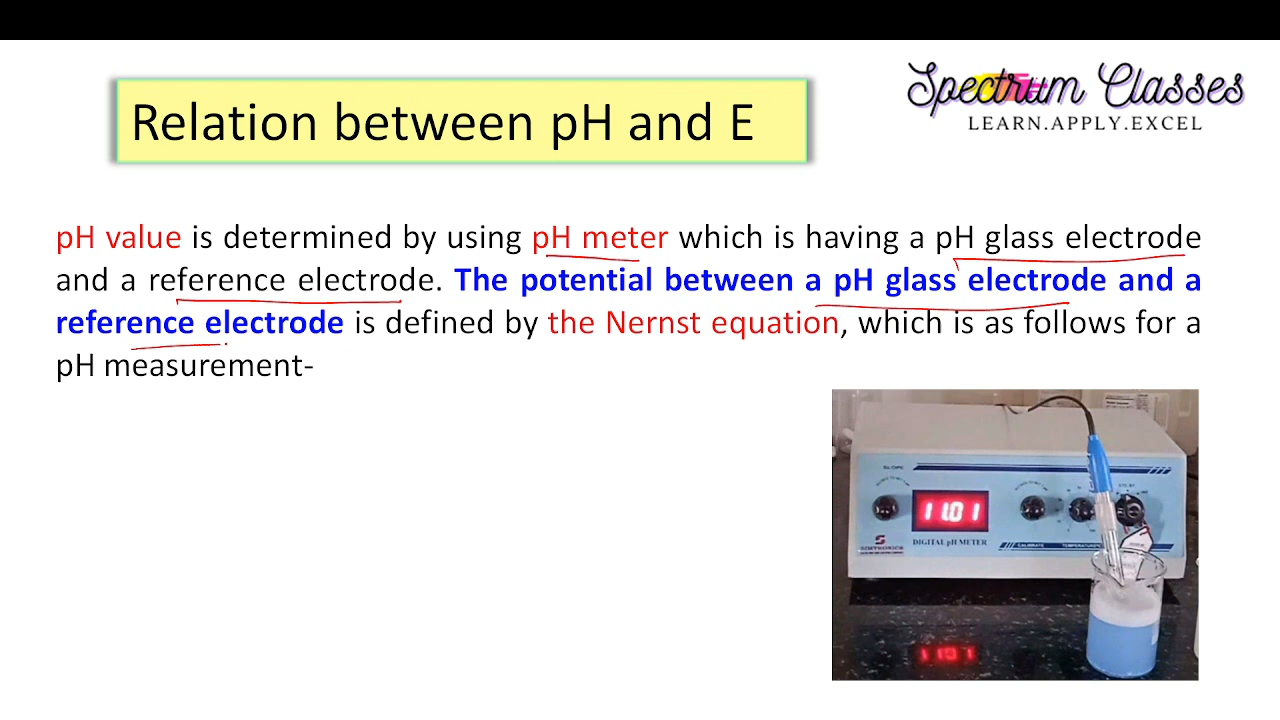 Spectrum Classes
LEARN.APPLY.EXCEL
Relation between pH and E
pH value is determined by using pH meter which is having a pH glass electrode
and a reference electrode. The potential between a pH glass electrode and a
reference electrode is defined by the Nernst equation, which is as follows for a
pH measurement-
SLOPE
11.01
DIGITAL pH METER
CALIBRATE